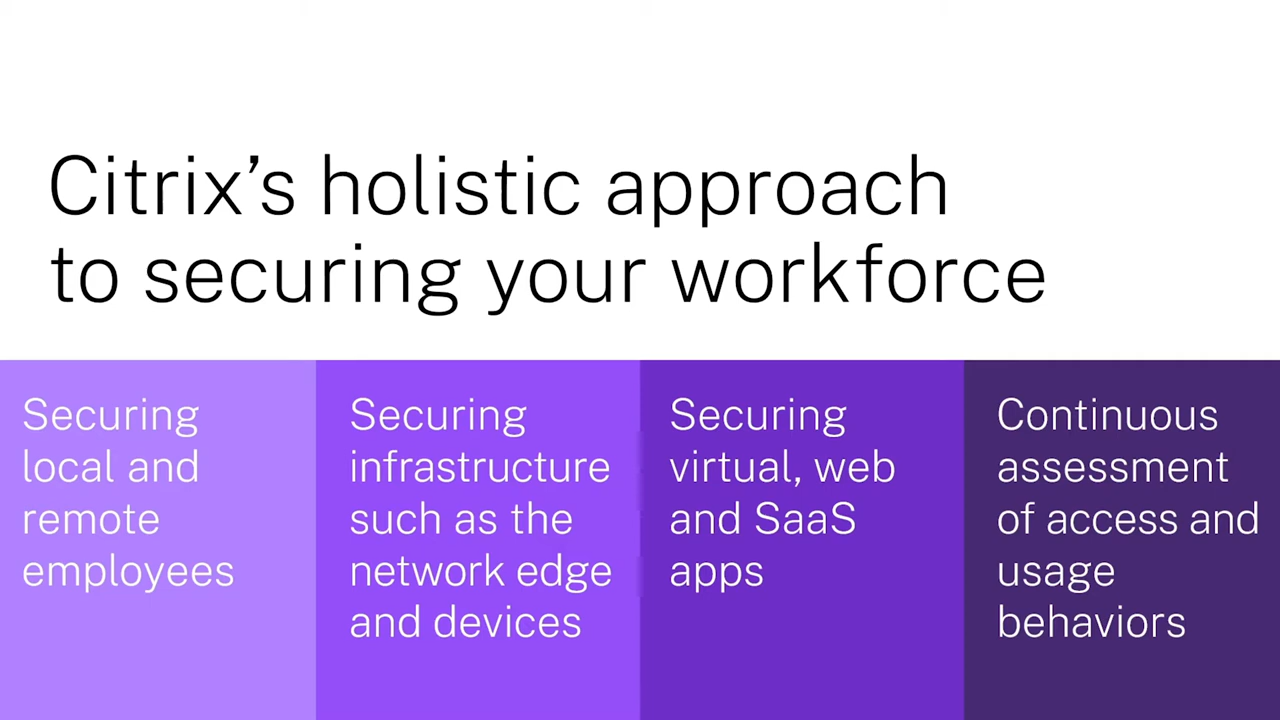 Citrix’s holistic approach
to securing your workforce
Securing
local and
remote
employees
Securing
infrastructure
such as the
network edge
and devices
Securing
virtual, web
and SaaS
apps
Continuous
assessment
of access and
usage
behaviors